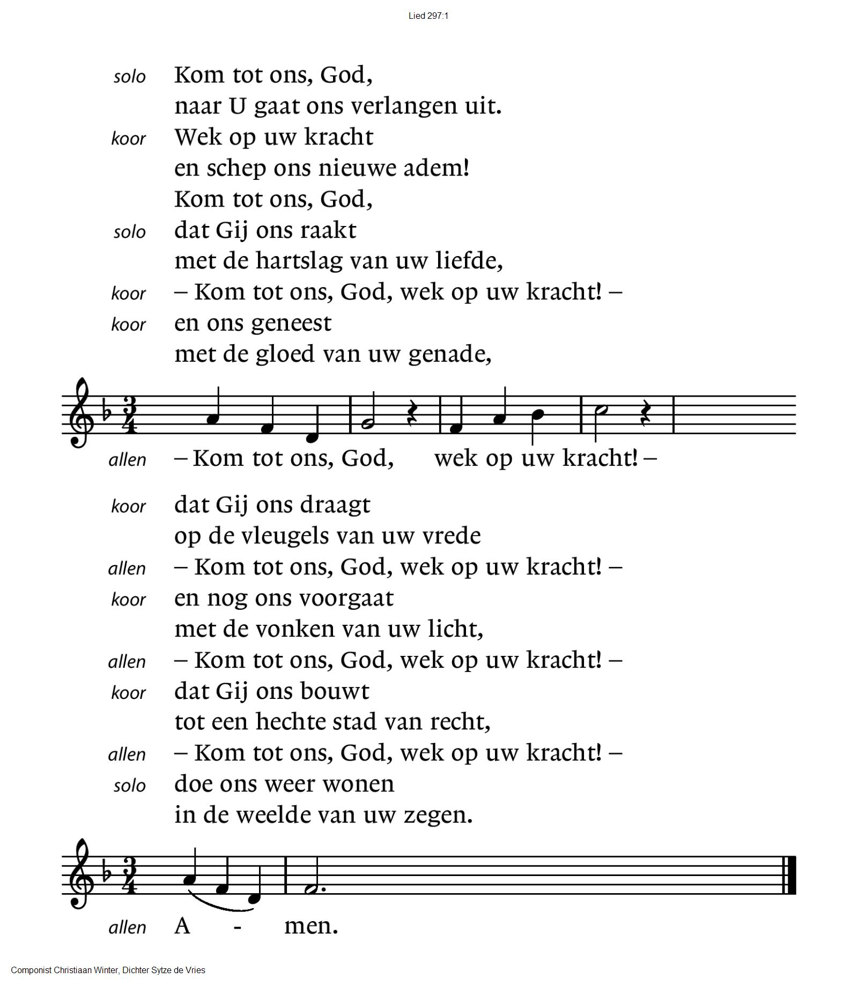 Lied 297:1
solo Kom tot ons, God,
naar U gaat ons verlangen uit.
koor Wek op uw kracht
en schep ons nieuwe adem!
Kom tot ons, God,
solo dat Gij ons raakt
met de hartslag van uw liefde,
koor – Kom tot ons, God, wek op uw kracht! –
koor en ons geneest
met de gloed van uw genade,
3
4
allen – Kom tot ons, God, wek op uw kracht! –
koor dat Gij ons draagt
op de vleugels van uw vrede
allen – Kom tot ons, God, wek op uw kracht! –
koor en nog ons voorgaat
met de vonken van uw licht,
allen – Kom tot ons, God, wek op uw kracht! –
koor dat Gij ons bouwt
tot een hechte stad van recht,
allen – Kom tot ons, God, wek op uw kracht! –
solo doe ons weer wonen
in de weelde van uw zegen.
3
4
allen A - men.
Componist Christiaan Winter, Dichter Sytze de Vries